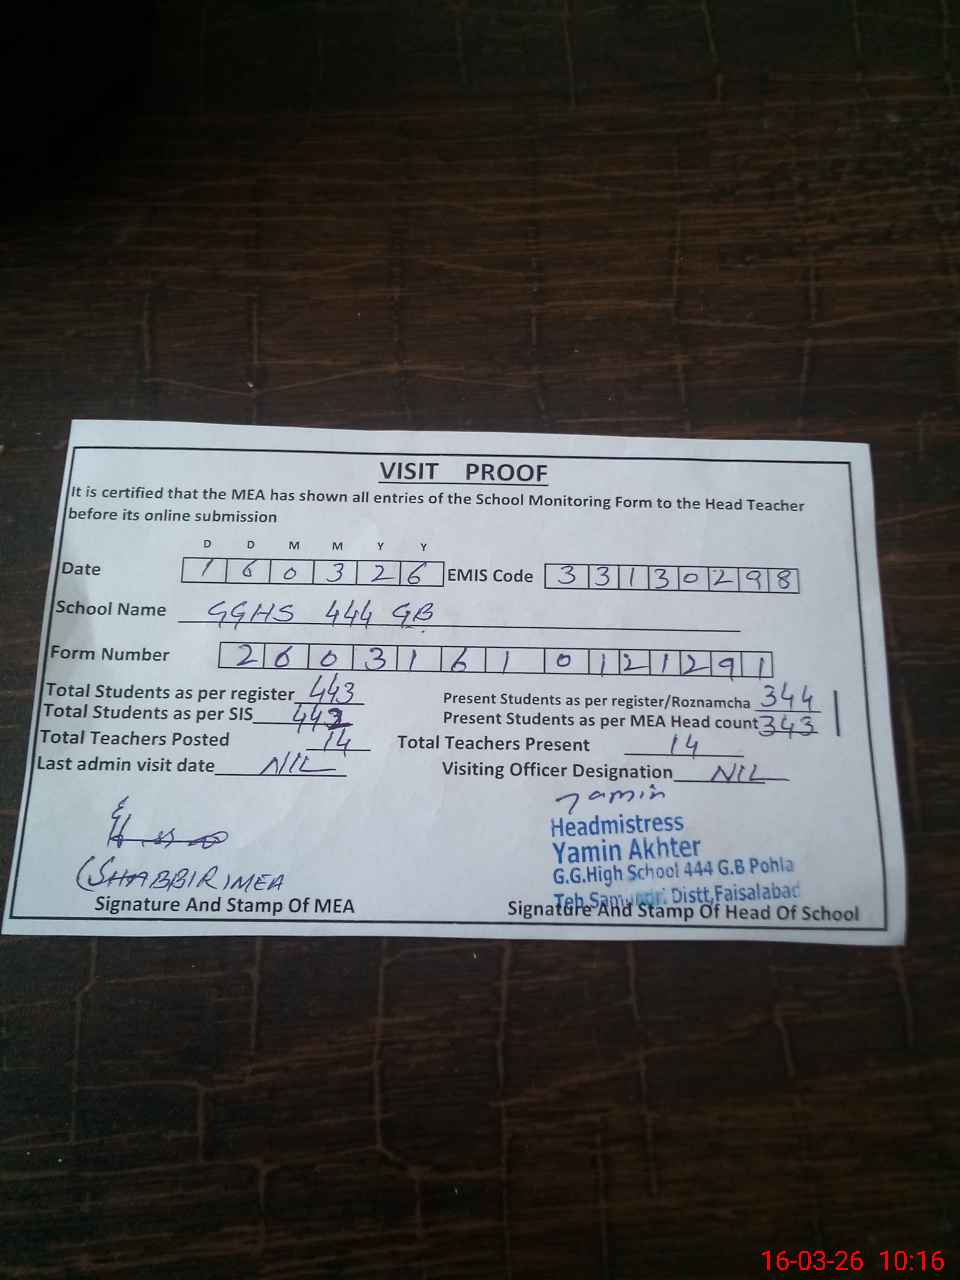 VISIT PROOF
It is certified that the MEA has shown all entries of the School Monitoring Form to the Head Teacher
before its online submission
D D M M Y Y
Date 1 6 0 3 2 6 EMIS Code 3 3 1 3 0 2 9 8
School Name GGHS 444 GB
Form Number 2 6 0 3 1 6 1 0 1 2 1 2 9 1
Total Students as per register 443 Present Students as per register/Roznamcha 344
Total Students as per SIS 442 Present Students as per MEA Head count 343
Total Teachers Posted 14 Total Teachers Present 14
Last admin visit date NIL Visiting Officer Designation NIL
Yamin
Headmistress
Yamin Akhter
G.G.High School 444 G.B Pohla
Teh, Distt,Faisalabad
(SHABBIR) MEA
Signature And Stamp Of MEA Signature And Stamp Of Head Of School
16-03-26 10:16